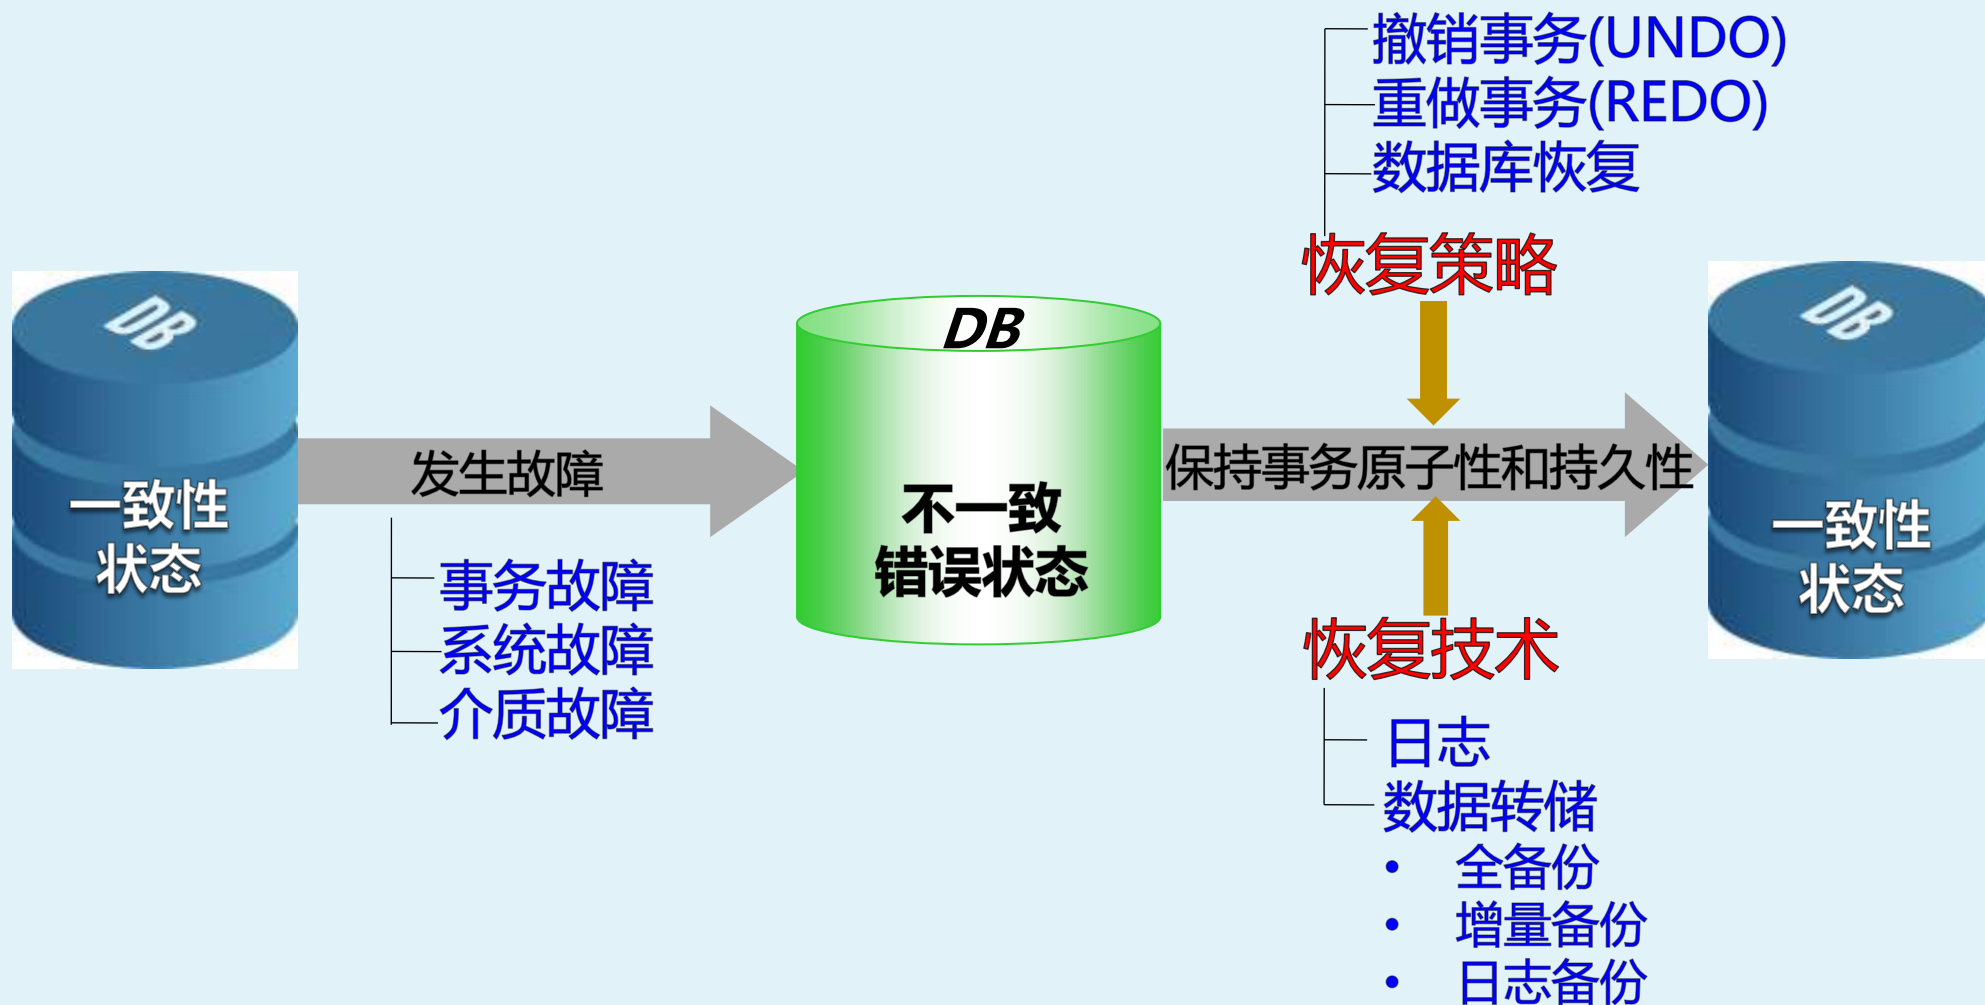 DB
一致性
状态
发生故障
事务故障
系统故障
介质故障
DB
不一致
错误状态
撤销事务(UNDO)
重做事务(REDO)
数据库恢复
恢复策略
保持事务原子性和持久性
恢复技术
日志
数据转储
• 全备份
• 增量备份
• 日志备份
DB
一致性
状态